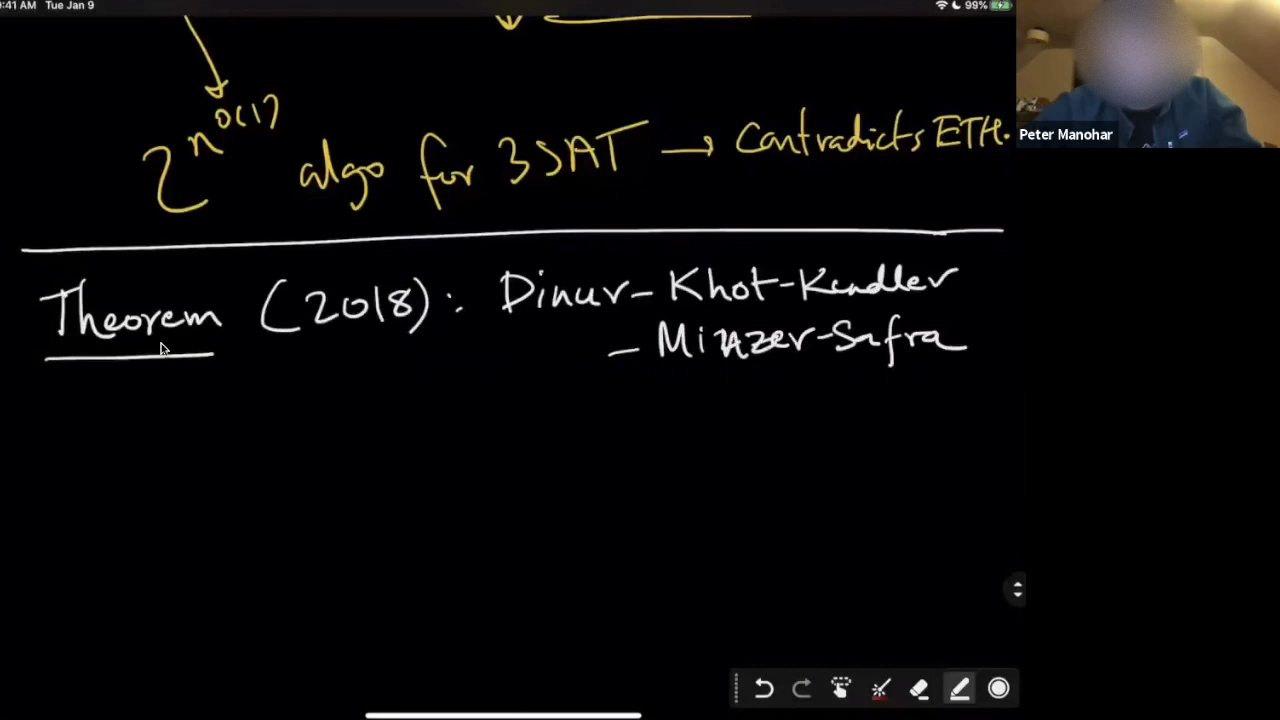 :41 AM Tue Jan 9
99%
2^n^o(1) algo for 3SAT → Contradicts ETH.
Peter Manohar
Theorem (2018): Dinur-Khot-Kindler
- Minzer-Safra